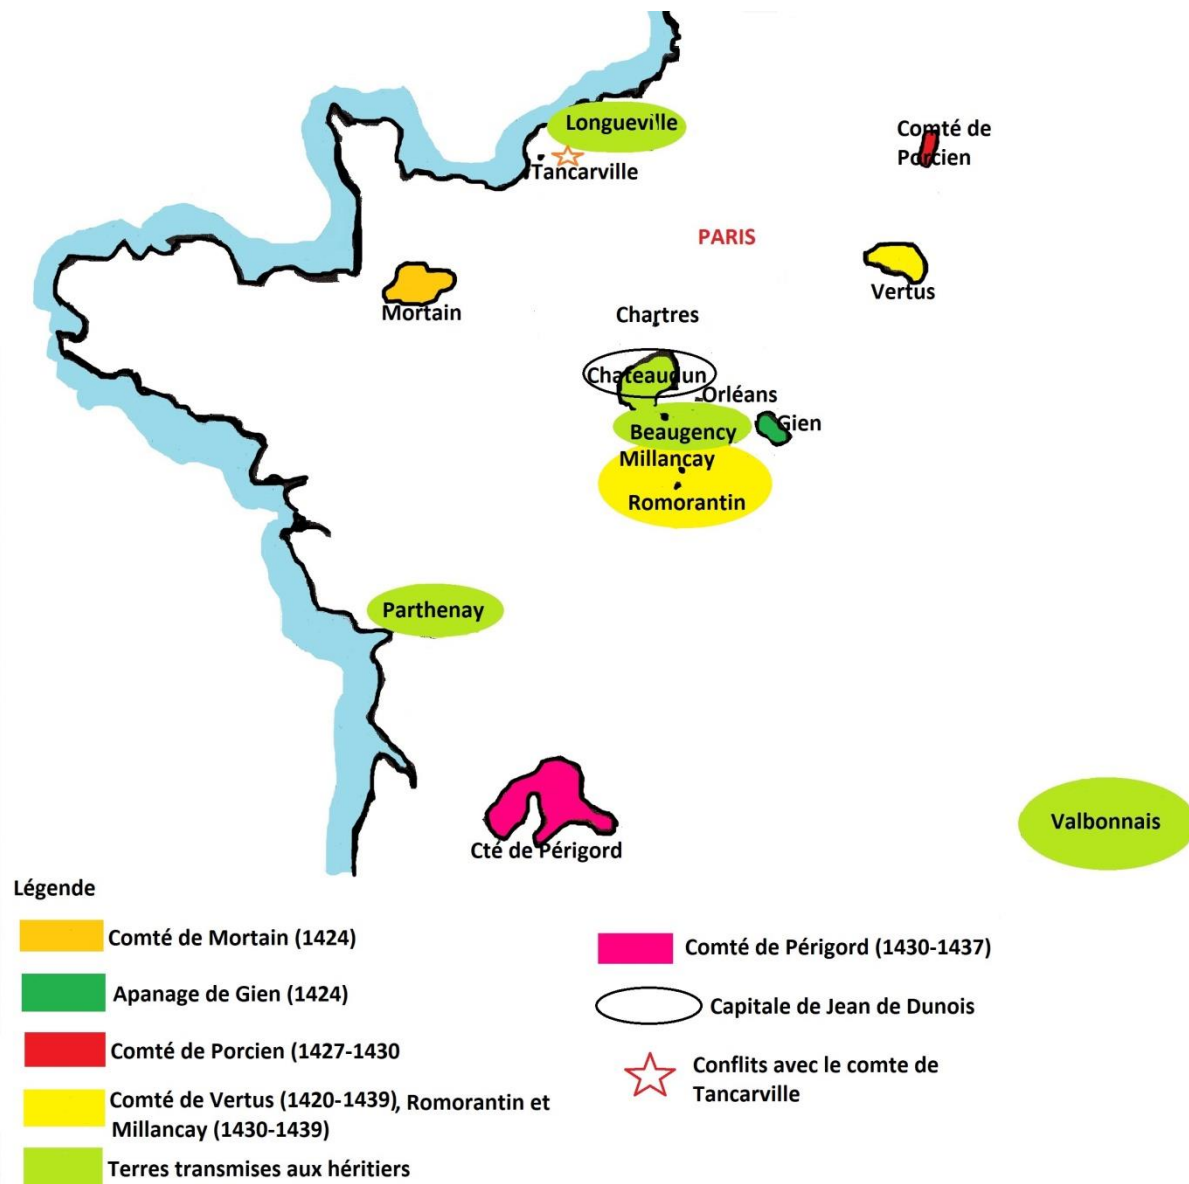 Longueville
Comté de
Porcien
Tancarville
PARIS
Vertus
Mortain
Chartres
Chateaudun
Orléans
Gien
Beaugency
Millançay
Romorantin
Parthenay
Valbonnais
Cté de Périgord
Légende
Comté de Mortain (1424)
Apanage de Gien (1424)
Comté de Porcien (1427-1430
Comté de Vertus (1420-1439), Romorantin et
Millancay (1430-1439)
Terres transmises aux héritiers
Comté de Périgord (1430-1437)
Capitale de Jean de Dunois
Conflits avec le comte de
Tancarville